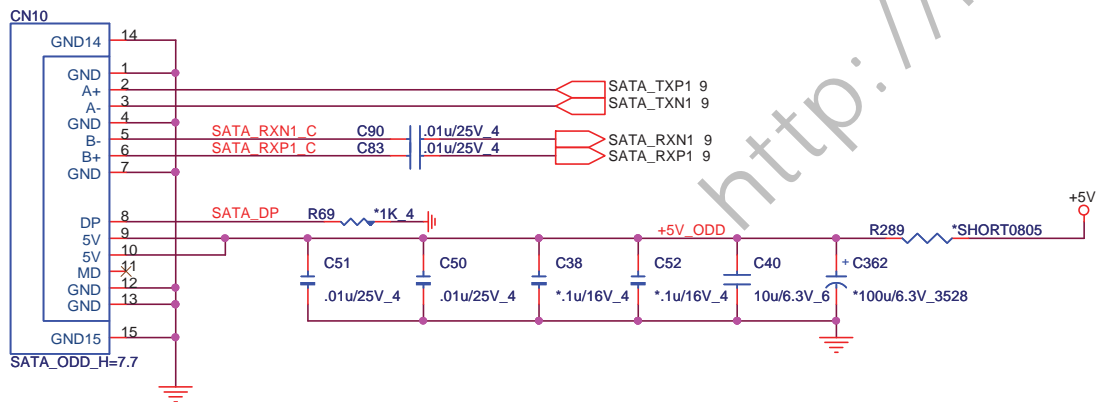 CN10
GND14 14
GND 1
A+ 2
A- 3
GND 4
B- 5
B+ 6
GND 7
DP 8
5V 9
5V 10
MD 11
GND 12
GND 13
GND15 15
SATA_ODD_H=7.7
SATA_TXP1 9
SATA_TXN1 9
SATA_RXN1_C C90 .01u/25V_4 SATA_RXN1 9
SATA_RXP1_C C83 .01u/25V_4 SATA_RXP1 9
SATA_DP R69 *1K_4
+5V_ODD R289 *SHORT0805 +5V
C51 .01u/25V_4
C50 .01u/25V_4
C38 *.1u/16V_4
C52 *.1u/16V_4
C40 10u/6.3V_6
+ C362 *100u/6.3V_3528
http://